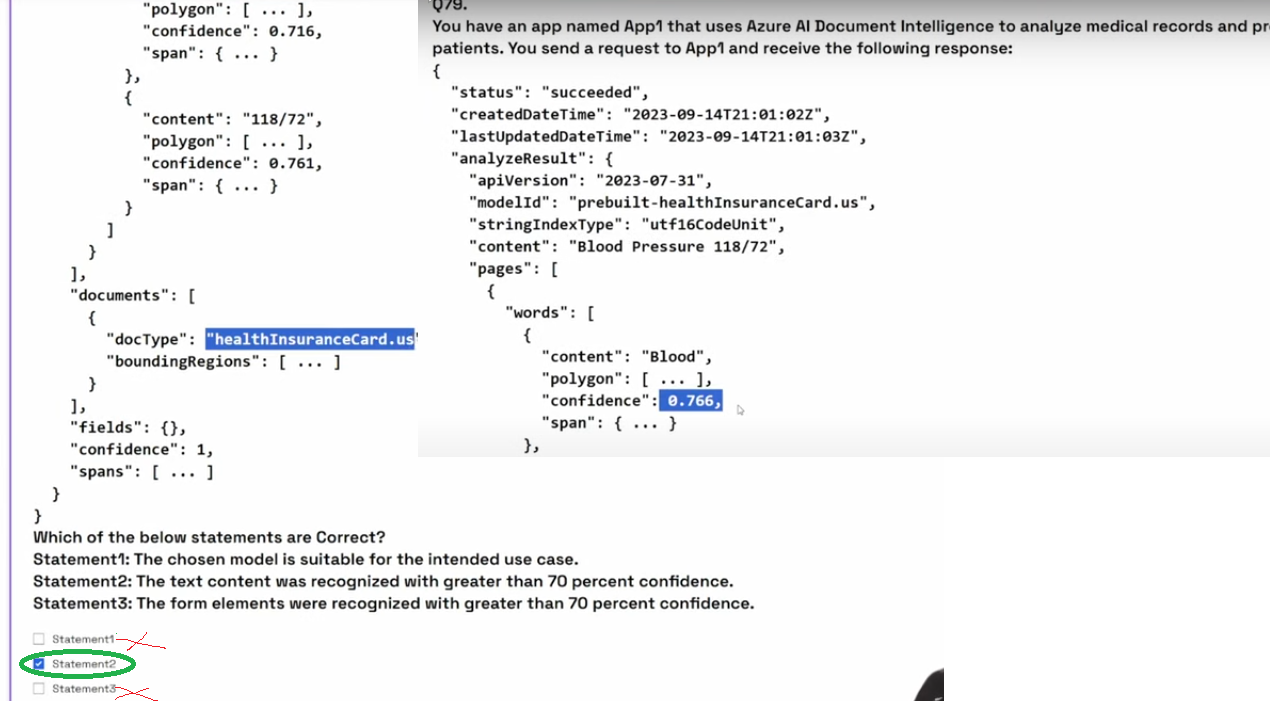 Q79.
You have an app named App1 that uses Azure AI Document Intelligence to analyze medical records and
patients. You send a request to App1 and receive the following response:
{
"status": "succeeded",
"createdDateTime": "2023-09-14T21:01:02Z",
"lastUpdatedDateTime": "2023-09-14T21:01:03Z",
"analyzeResult": {
"apiVersion": "2023-07-31",
"modelId": "prebuilt-healthInsuranceCard.us",
"stringIndexType": "utf16CodeUnit",
"content": "Blood Pressure 118/72",
"pages": [
{
"words": [
{
"content": "Blood",
"polygon": [ ... ],
"confidence": 0.766,
"span": { ... }
},
"polygon": [ ... ],
"confidence": 0.716,
"span": { ... }
},
{
"content": "118/72",
"polygon": [ ... ],
"confidence": 0.761,
"span": { ... }
}
]
}
],
"documents": [
{
"docType": "healthInsuranceCard.us
"boundingRegions": [ ... ]
}
],
"fields": {},
"confidence": 1,
"spans": [ ... ]
}
}
Which of the below statements are Correct?
Statement1: The chosen model is suitable for the intended use case.
Statement2: The text content was recognized with greater than 70 percent confidence.
Statement3: The form elements were recognized with greater than 70 percent confidence.
Statement1
Statement2
Statement3